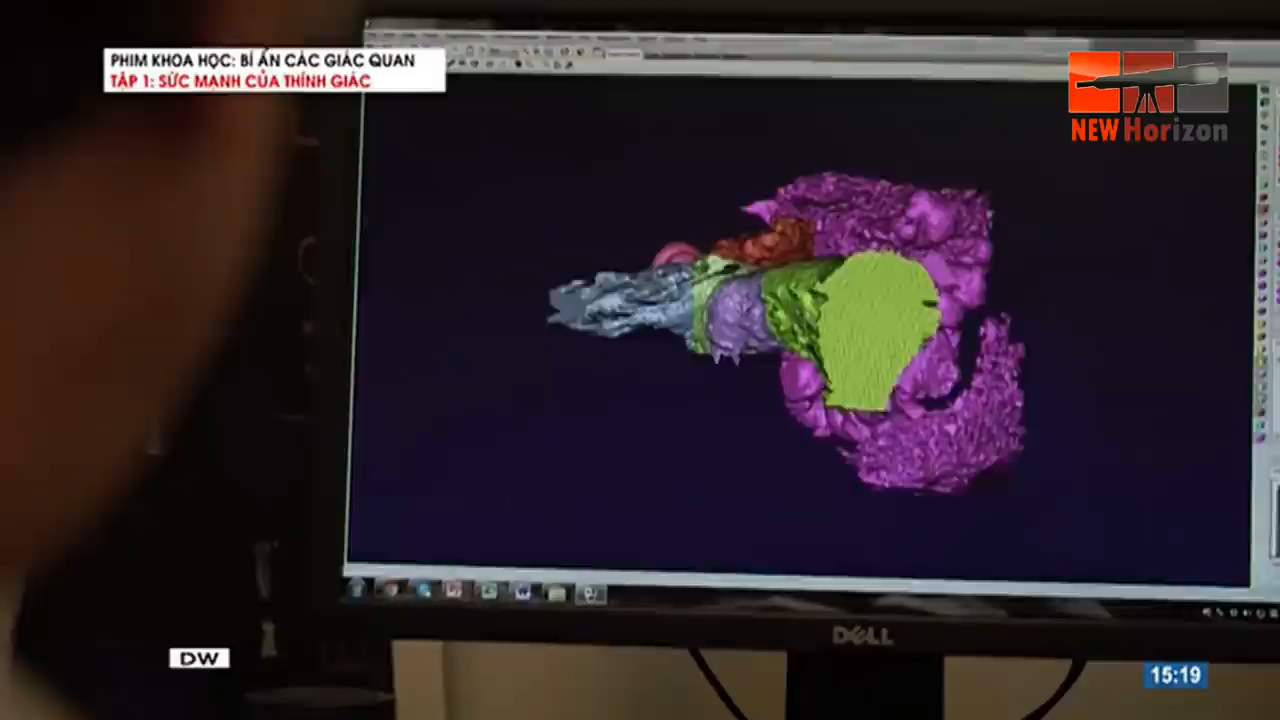 PHIM KHOA HỌC: BÍ ẨN CÁC GIÁC QUAN
TẬP 1: SỨC MẠNH CỦA THÍNH GIÁC
NEW Horizon
DELL
DW
15:19